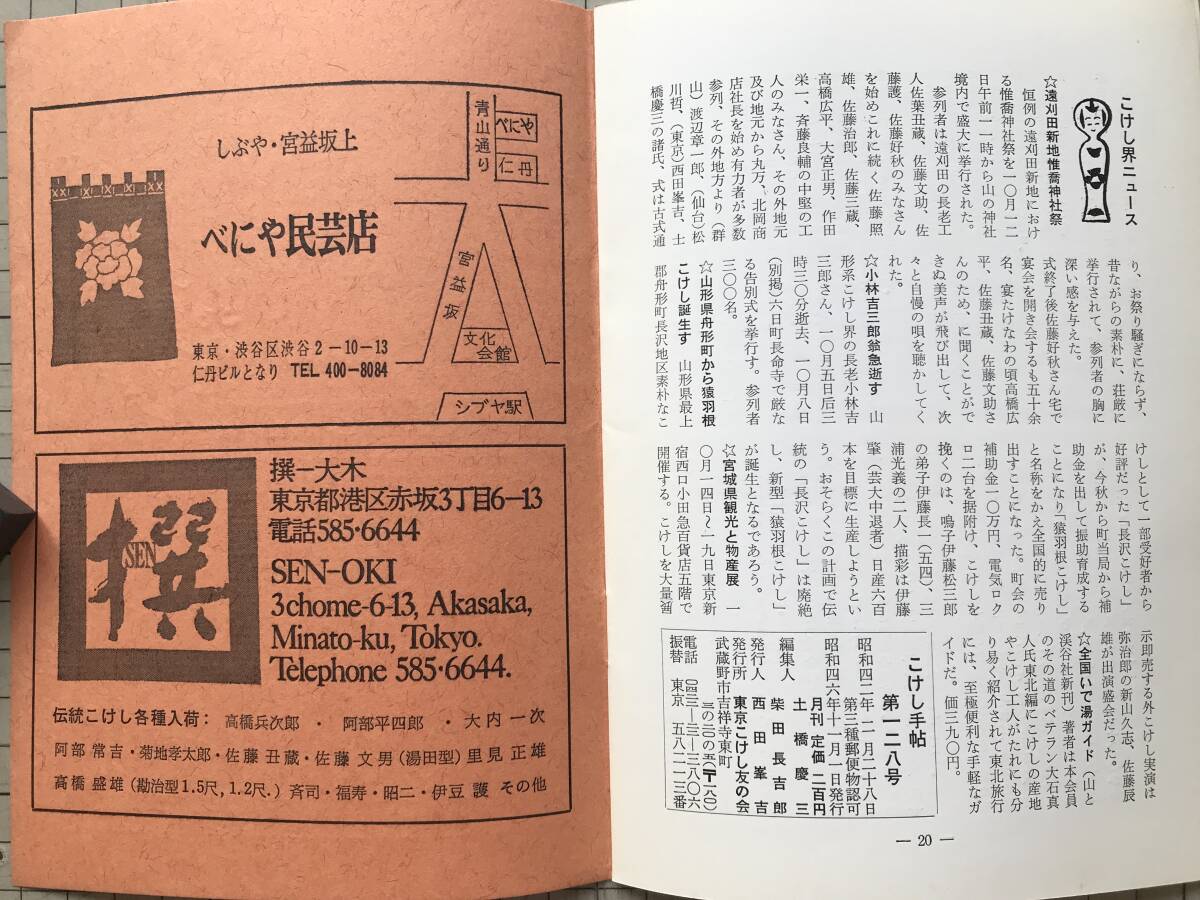 こけし界ニュース
☆遠刈田新地惟喬神社祭
恒例の遠刈田新地におけ
る惟喬神社祭を一〇月一二
日午前一一時から山の神社
境内で盛大に挙行された。
参列者は遠刈田の長老工
人佐葉丑蔵、佐藤文助、佐
藤護、佐藤好秋のみなさん
を始めこれに続く佐藤照
雄、佐藤治郎、佐藤三蔵、
高橋広平、大宮正男、作田
栄一、斉藤良輔の中堅の工
人のみなさん、その外地元
及び地元から丸万、北岡商
店社長を始め有力者が多数
参列、その外地方より(群
山)渡辺章一郎、(仙台)松
川哲、(東京)西田峯吉、土
橋慶三の諸氏、式は古式通
り、お祭り騒ぎにならず、
昔ながらの素朴に、荘厳に
挙行されて、参列者の胸に
深い感を与えた。
式終了後佐藤好秋さん宅で
宴会を開き会するも五十余
名、宴たけなわの頃高橋広
平、佐藤丑蔵、佐藤文助さ
んのため、に聞くことがで
きぬ美声が飛び出して、次
々と自慢の唄を聴かしてく
れた。
☆小林吉三郎翁急逝す 山
形系こけし界の長老小林吉
三郎さん、一〇月五日后三
時三〇分逝去、一〇月八日
(別掲)六日町長命寺で厳な
る告別式を挙行す。参列者
三〇〇名。
☆山形県舟形町から猿羽根
こけし誕生す 山形県最上
郡舟形町長沢地区素朴なこ
けしとして一部受好者から
好評だった「長沢こけし」
が、今秋から町当局から補
助金を出して振助育成する
ことになり「猿羽根こけし」
と名称をかえ全国的に売り
出すことになった。町会の
補助金一〇万円、電気ロク
ロ二台を据附け、こけしを
挽くのは、鳴子伊藤松三郎
の弟子伊藤長一(五四)、三
浦光義の二人、描彩は伊藤
肇(芸大中退者)日産六百
本を目標に生産しようとい
う。おそらくこの計画で伝
統の「長沢こけし」は廃絶
し、新型「猿羽根こけし」
が誕生となるであろう。
☆宮城県観光と物産展 一
〇月一四日~一九日東京新
宿西口小田急百貨店五階で
開催する。こけしを大量頒
示即売する外こけし実演は
弥治郎の新山久志、佐藤辰
雄が出演盛会だった。
☆全国いで湯ガイド(山と
渓谷社新刊)著者は本会員
のその道のベテラン大石真
人氏東北編にこけしの産地
やこけし工人がたれにも分
り易く紹介されて東北旅行
には、至極便利な手軽なガ
イドだ。価三九〇円。
こけし手帖
第一二八号
昭和四二年一一月二十八日
第三種郵便物認可
昭和四六年十一月一日発行
月刊 定価 二百円
編集人 土橋慶三
柴田長吉郎
発行人 西田峯吉
発行所 東京こけし友の会
武蔵野市吉祥寺東町
三の二〇の五(〒一八〇)
電話 〇四二三-三-三八〇六
振替 東京 五八二一三番
— 20 —
しぶや・宮益坂上
べにや民芸店
東京・渋谷区渋谷2-10-13
仁丹ビルとなり TEL 400-8084
青山通り
べにや
仁丹
宮益坂
文化
会館
シブヤ駅
撰
SEN
撰一大木
東京都港区赤坂3丁目6-13
電話585・6644
SEN-OKI
3chome-6-13, Akasaka,
Minato-ku, Tokyo.
Telephone 585・6644.
伝統こけし各種入荷: 高橋兵次郎 ・ 阿部平四郎 ・ 大内一次
阿部常吉・菊地孝太郎・佐藤丑蔵・佐藤文男(湯田型)里見正雄
高橋盛雄(勘治型1.5尺, 1.2尺.)斉司・福寿・昭二・伊豆護 その他